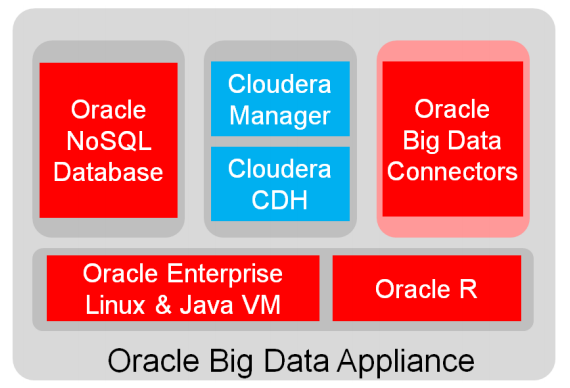 Oracle
NoSQL
Database
Cloudera
Manager
Cloudera
CDH
Oracle
Big Data
Connectors
Oracle Enterprise
Linux & Java VM
Oracle R
Oracle Big Data Appliance